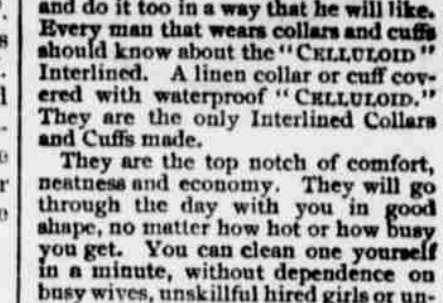 and do it too in a way that he will like.
Every man that wears collars and cuffs
should know about the "CELLULOID"
Interlined. A linen collar or cuff cov-
ered with waterproof "CELLULOID."
They are the only Interlined Collars
and Cuffs made.
They are the top notch of comfort,
neatness and economy. They will go
through the day with you in good
shape, no matter how hot or how busy
you get. You can clean one yourself
in a minute, without dependence on
busy wives, unskillful hired girls or un-